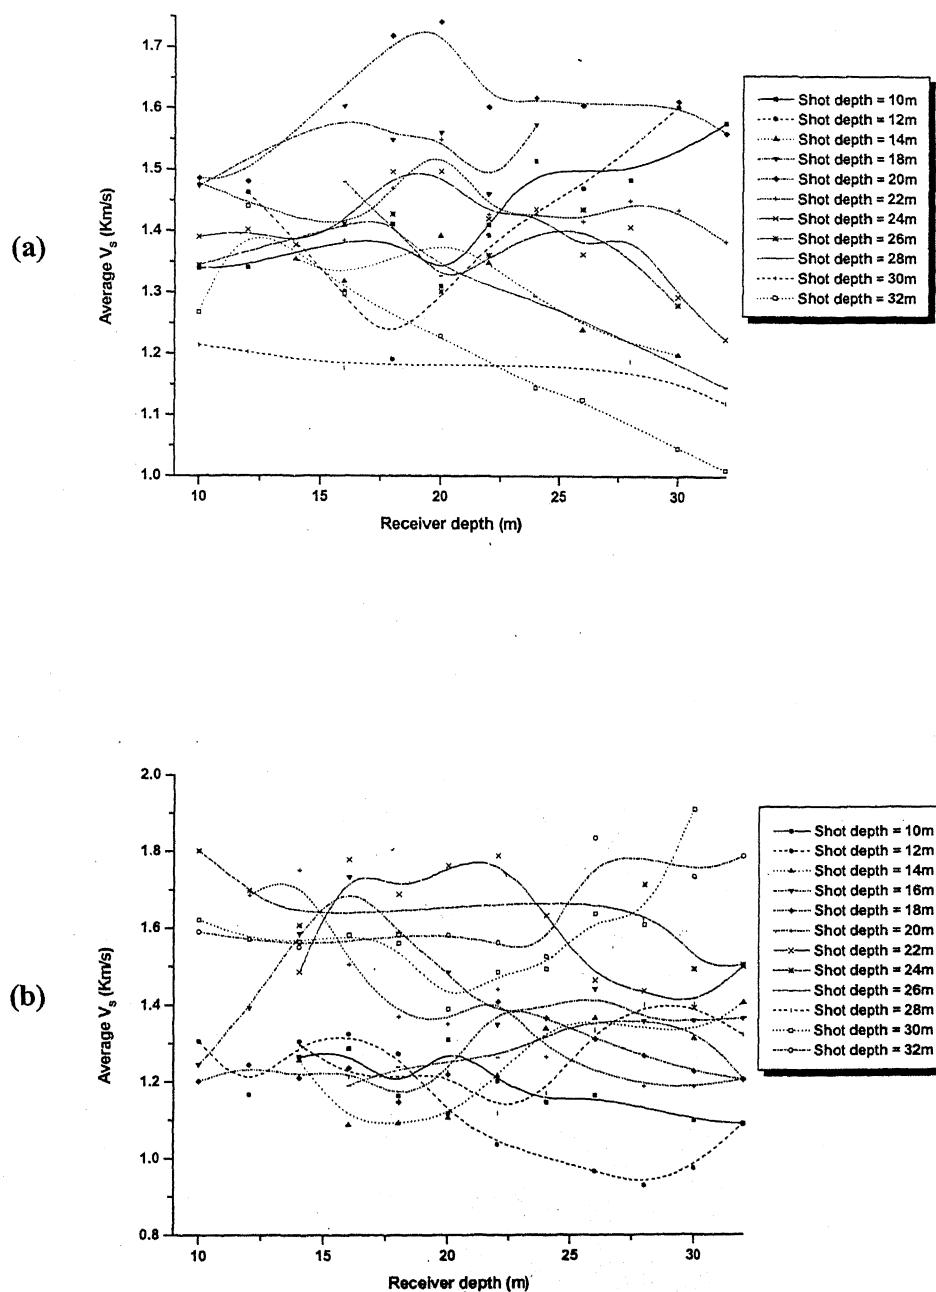 (a)
Average Vs (Km/s)
1.7
1.6
1.5
1.4
1.3
1.2
1.1
1.0
10
15
20
25
30
Receiver depth (m)
Shot depth = 10m
Shot depth = 12m
Shot depth = 14m
Shot depth = 18m
Shot depth = 20m
Shot depth = 22m
Shot depth = 24m
Shot depth = 26m
Shot depth = 28m
Shot depth = 30m
Shot depth = 32m
(b)
Average Vs (Km/s)
2.0
1.8
1.6
1.4
1.2
1.0
0.8
10
15
20
25
30
Receiver depth (m)
Shot depth = 10m
Shot depth = 12m
Shot depth = 14m
Shot depth = 16m
Shot depth = 18m
Shot depth = 20m
Shot depth = 22m
Shot depth = 24m
Shot depth = 26m
Shot depth = 28m
Shot depth = 30m
Shot depth = 32m